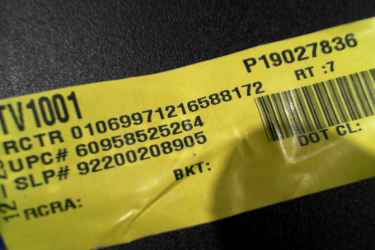 P19027836
TV1001
RT :7
RCTR 01069971216588172
UPC# 60958525264
SLP# 92200208905
BKT:
DOT CL:
RCRA: